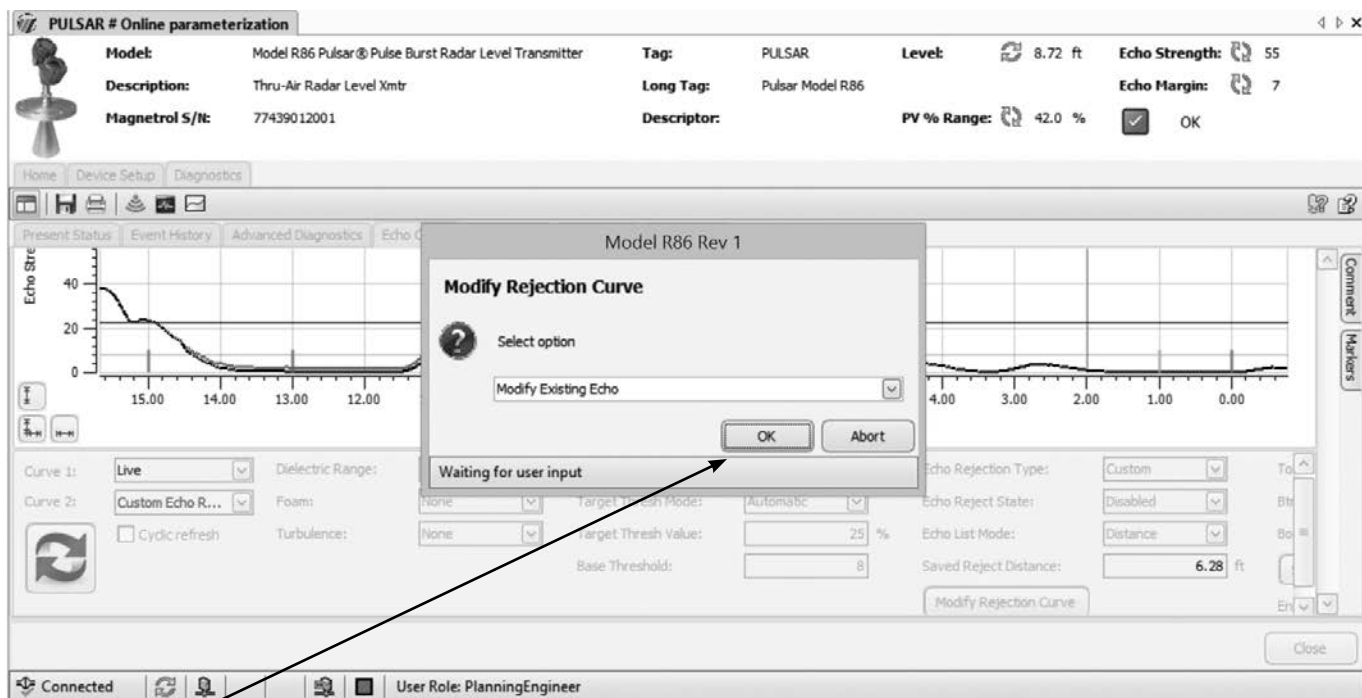 PULSAR # Online parameterization
Model: Model R86 Pulsar® Pulse Burst Radar Level Transmitter Tag: PULSAR Level: 8.72 ft Echo Strength: 55
Description: Thru-Air Radar Level Xmtr Long Tag: Pulsar Model R86 Echo Margin: 7
Magnetrol S/N: 77439012001 Descriptor: PV % Range: 42.0 % OK
Home Device Setup Diagnostics
Present Status Event History Advanced Diagnostics Echo
Model R86 Rev 1
Modify Rejection Curve
Select option
Modify Existing Echo
OK Abort
Waiting for user input
Echo Stre
40
20
0
15.00 14.00 13.00 12.00 4.00 3.00 2.00 1.00 0.00
Comment
Markers
Curve 1: Live Dielectric Range: Echo Rejection Type: Custom
Curve 2: Custom Echo R... Foam: None Target Thresh Mode: Automatic Echo Reject State: Disabled
Cyclic refresh Turbulence: None Target Thresh Value: 25 % Echo List Mode: Distance
Base Threshold: 8 Saved Reject Distance: 6.28 ft
Modify Rejection Curve
Close
Connected User Role: PlanningEngineer